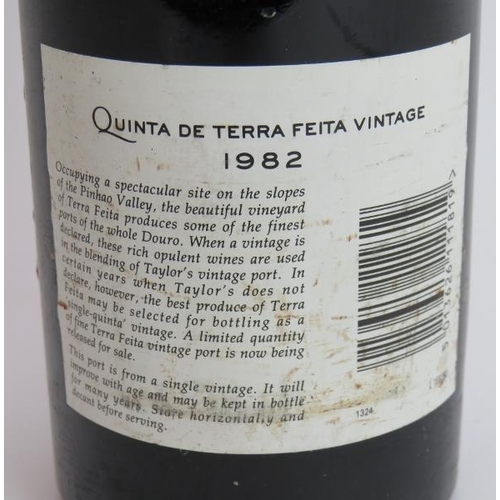 QUINTA DE TERRA FEITA VINTAGE
1982
Occupying a spectacular site on the slopes
of the Pinhao Valley, the beautiful vineyard
of Terra Feita produces some of the finest
ports of the whole Douro. When a vintage is
declared, these rich opulent wines are used
in the blending of Taylor's vintage port. In
certain years when Taylor's does not
declare, however, the best produce of Terra
Feita may be selected for bottling as a
'single-quinta' vintage. A limited quantity
of fine Terra Feita vintage port is now being
released for sale.
This port is from a single vintage. It will
improve with age and may be kept in bottle
for many years. Store horizontally and
decant before serving.
1324